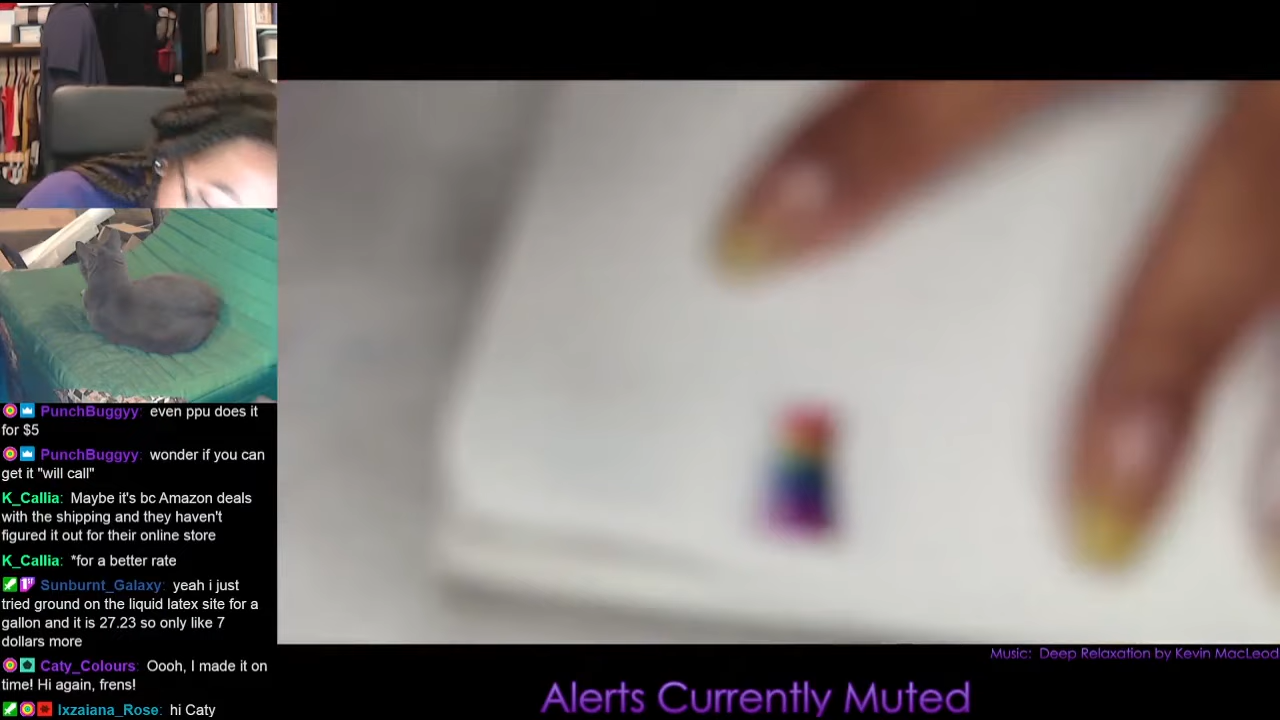 PunchBuggyy: even ppu does it
for $5
PunchBuggyy: wonder if you can
get it "will call"
K_Callia: Maybe it's bc Amazon deals
with the shipping and they haven't
figured it out for their online store
K_Callia: *for a better rate
Sunburnt_Galaxy: yeah i just
tried ground on the liquid latex site for a
gallon and it is 27.23 so only like 7
dollars more
Caty_Colours: Oooh, I made it on
time! Hi again, frens!
Ixzaiana_Rose: hi Caty
Music: Deep Relaxation by Kevin MacLeod
Alerts Currently Muted